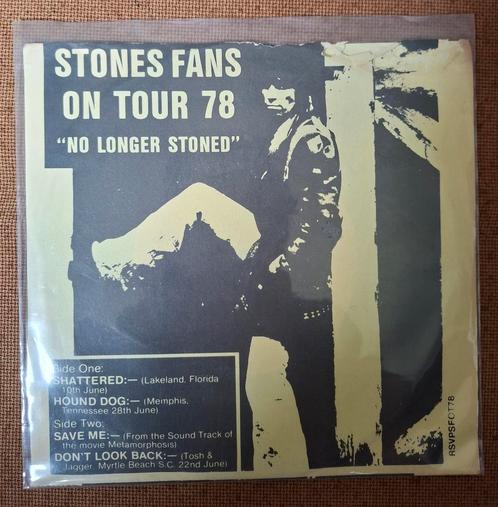 STONES FANS
ON TOUR 78
“NO LONGER STONED”
Side One:
SHATTERED:— (Lakeland, Florida
10th June)
HOUND DOG:— (Memphis,
Tennessee 28th June)
Side Two:
SAVE ME:— (From the Sound Track of
the movie Metamorphosis)
DON'T LOOK BACK:— (Tosh &
Jagger, Myrtle Beach S.C. 22nd June)
RSVPSFOT78